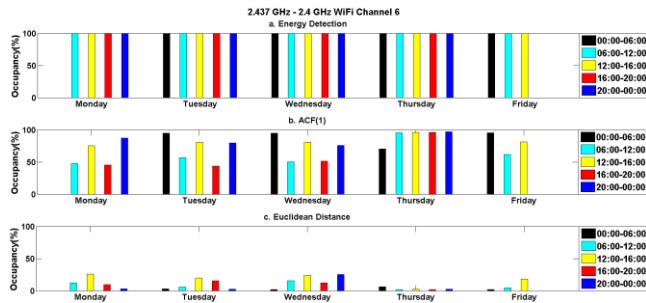 2.437 GHz - 2.4 GHz WiFi Channel 6
a. Energy Detection
Occupancy(%)
100
50
0
Monday Tuesday Wednesday Thursday Friday
00:00-06:00
06:00-12:00
12:00-16:00
16:00-20:00
20:00-00:00
b. ACF(1)
Occupancy(%)
100
50
0
Monday Tuesday Wednesday Thursday Friday
00:00-06:00
06:00-12:00
12:00-16:00
16:00-20:00
20:00-00:00
c. Euclidean Distance
Occupancy(%)
100
50
0
Monday Tuesday Wednesday Thursday Friday
00:00-06:00
06:00-12:00
12:00-16:00
16:00-20:00
20:00-00:00